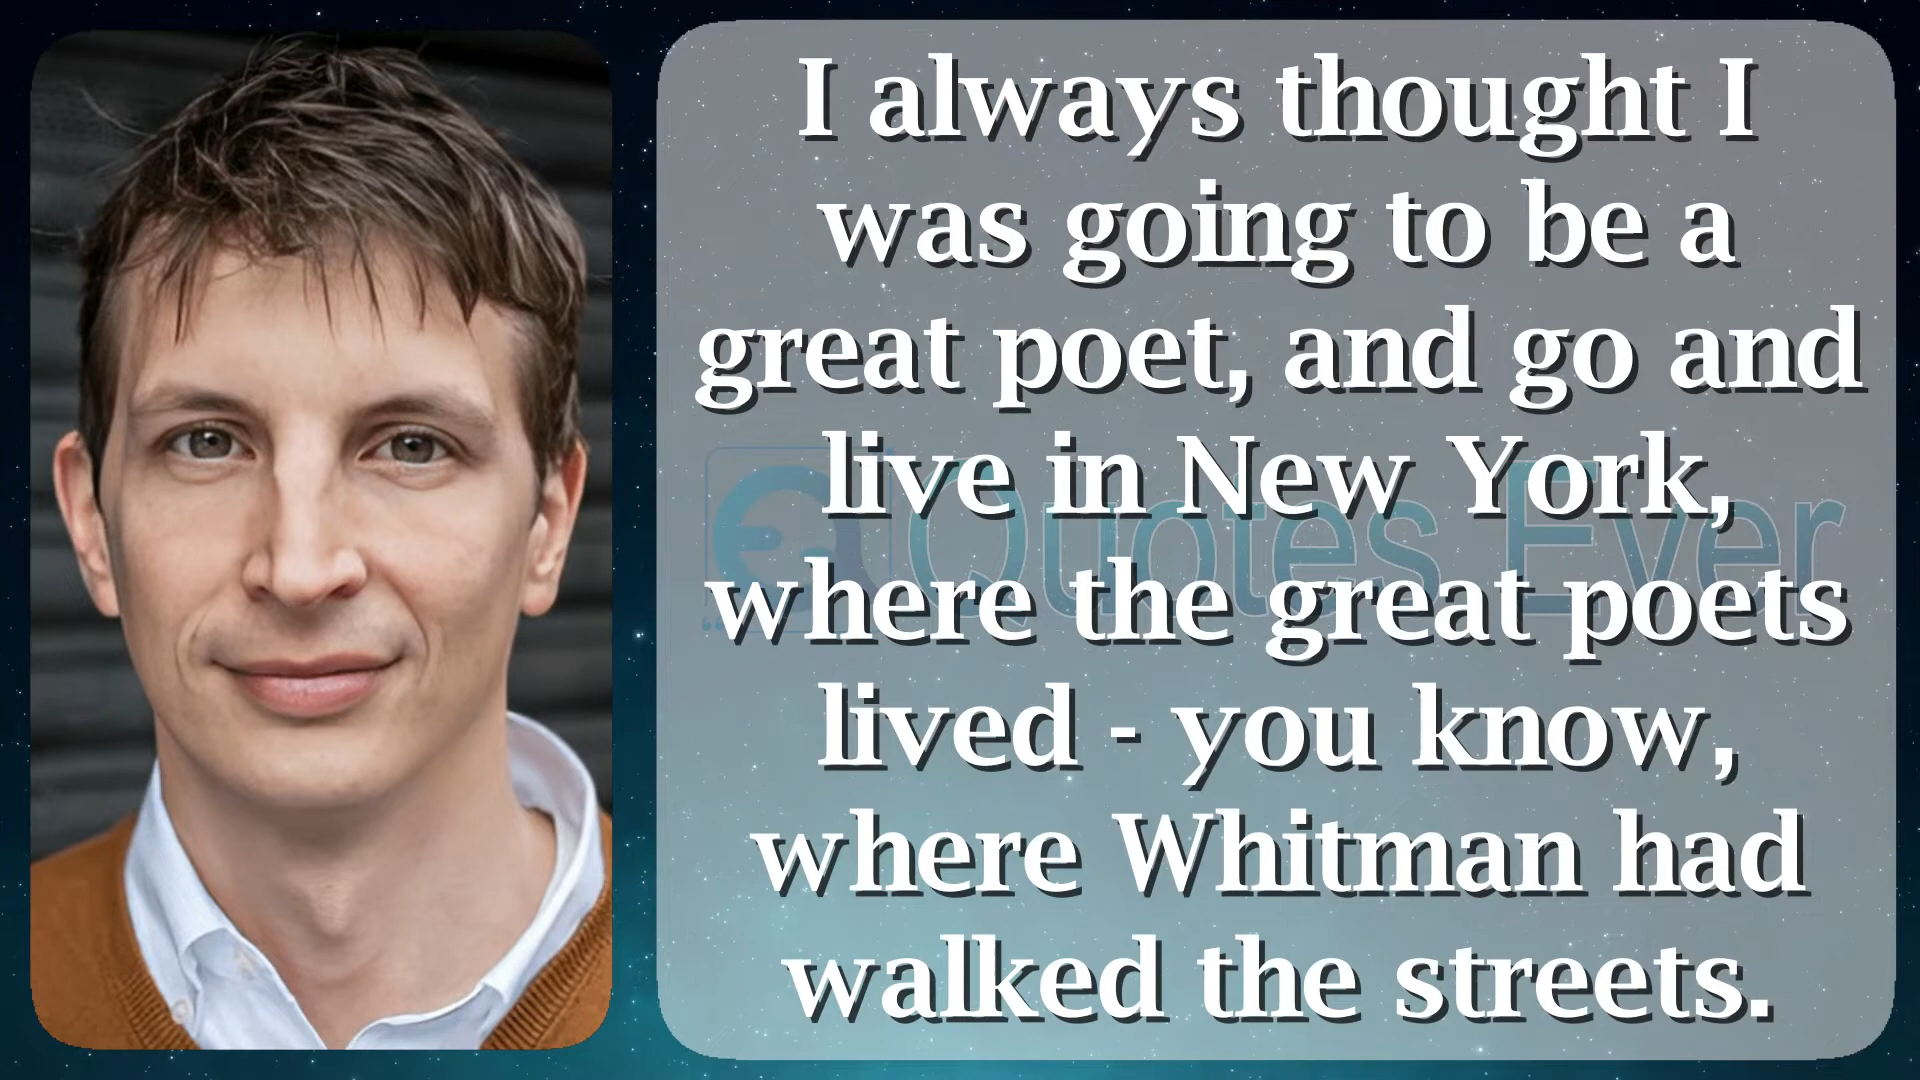 I always thought I
was going to be a
great poet, and go and
live in New York,
where the great poets
lived - you know,
where Whitman had
walked the streets.
Quotes Ever